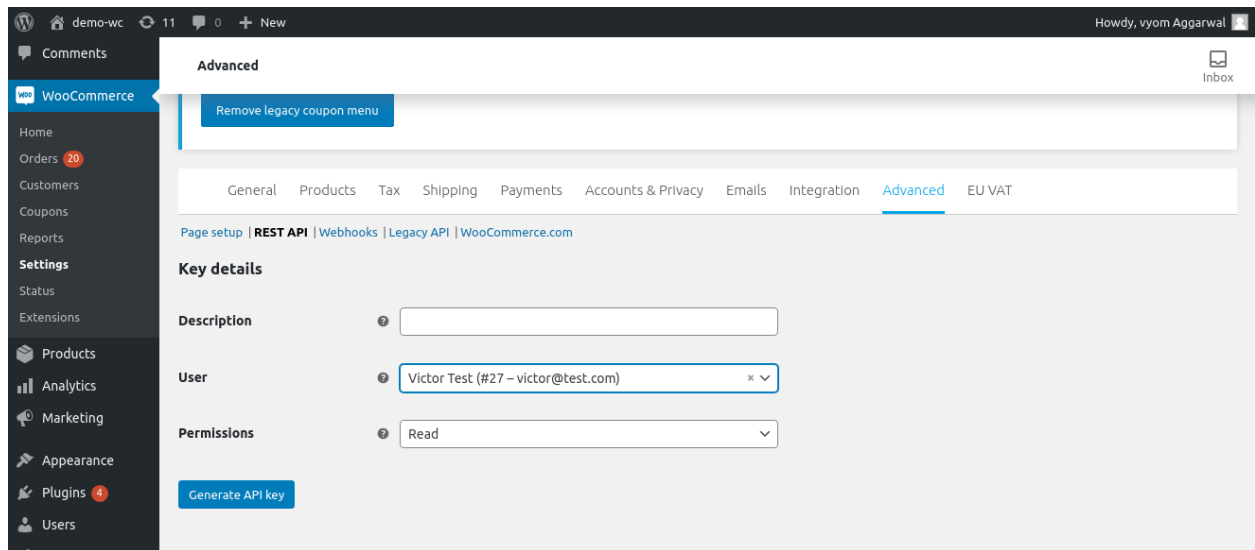 demo-wc 11 0 + New Howdy, vyom Aggarwal
Comments
WooCommerce
Home
Orders 20
Customers
Coupons
Reports
Settings
Status
Extensions
Products
Analytics
Marketing
Appearance
Plugins 4
Users
Advanced
Inbox
Remove legacy coupon menu
General Products Tax Shipping Payments Accounts & Privacy Emails Integration Advanced EU VAT
Page setup | REST API | Webhooks | Legacy API | WooCommerce.com
Key details
Description
User Victor Test (#27 – victor@test.com) ×
Permissions Read
Generate API key